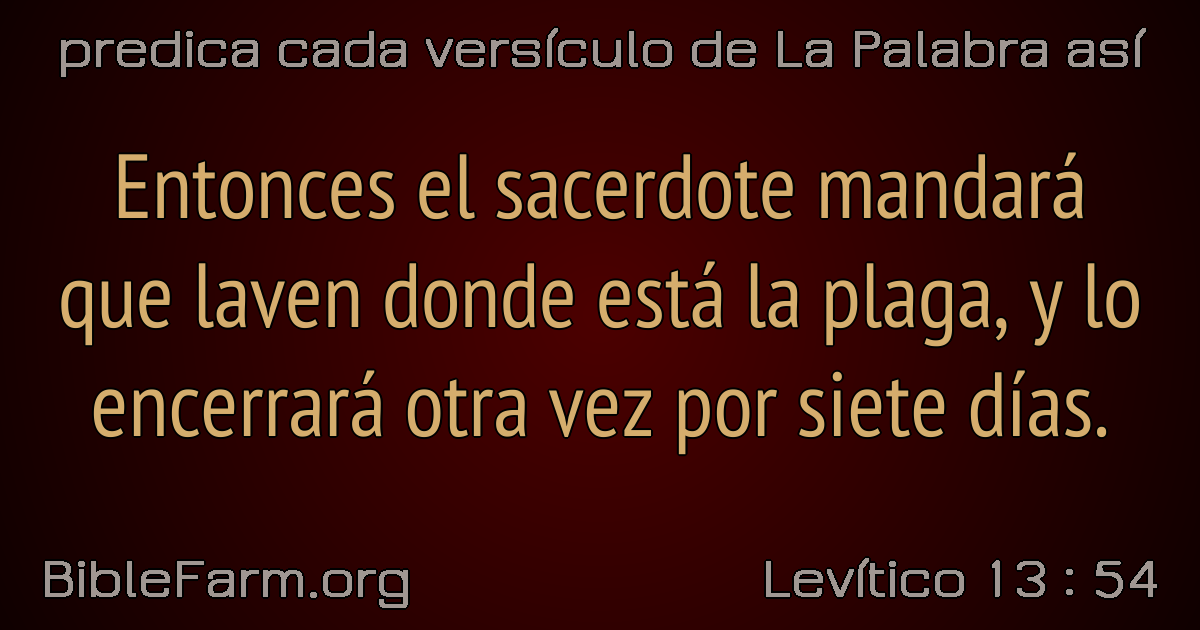 predica cada versículo de La Palabra así
Entonces el sacerdote mandará
que laven donde está la plaga, y lo
encerrará otra vez por siete días.
BibleFarm.org
Levítico 13 : 54